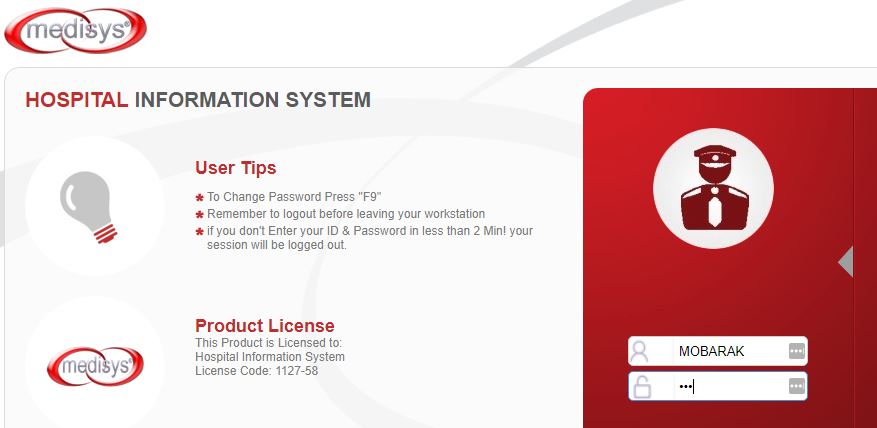 medisys®
HOSPITAL INFORMATION SYSTEM
User Tips
* To Change Password Press "F9"
* Remember to logout before leaving your workstation
* if you don't Enter your ID & Password in less than 2 Min! your
session will be logged out.
Product License
This Product is Licensed to:
Hospital Information System
License Code: 1127-58
medisys®
MOBARAK
•••